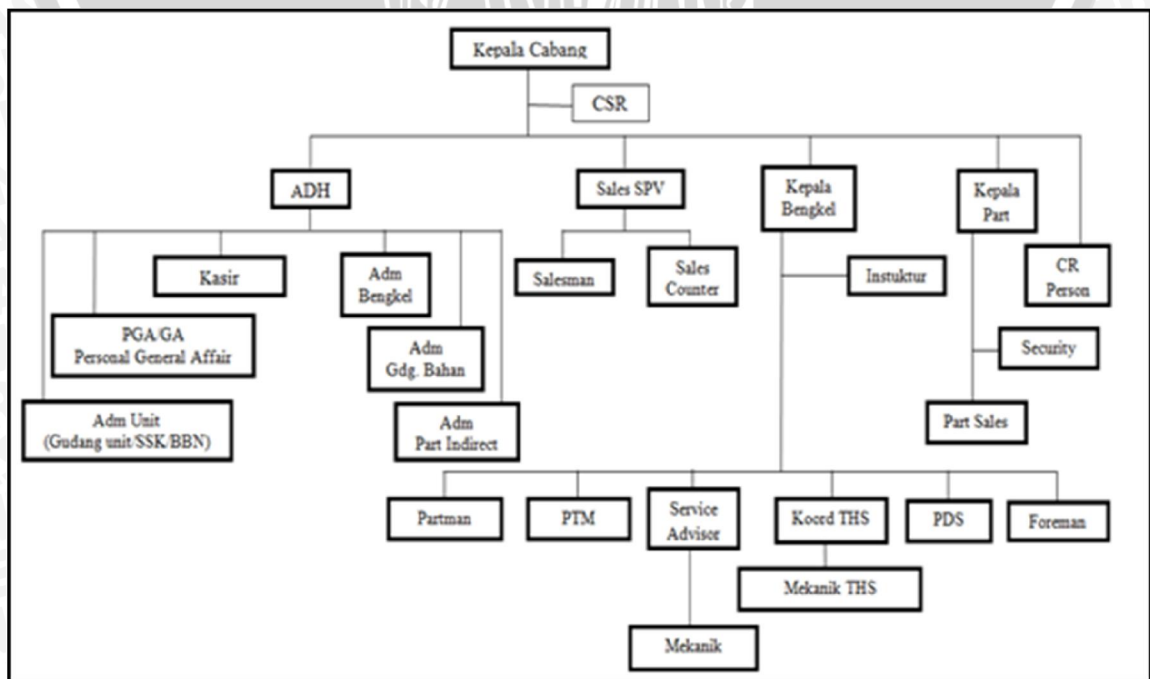 Kepala Cabang
CSR
ADH
Sales SPV
Kepala
Bengkel
Kepala
Part
CR
Person
Kasir
Adm
Bengkel
Salesman
Sales
Counter
Instuktur
PGA/GA
Personal General Affair
Adm
Gdg. Bahan
Security
Adm Unit
(Gudang unit/SSK/BBN)
Adm
Part Indirect
Part Sales
Partman
PTM
Service
Advisor
Koord THS
PDS
Foreman
Mekanik THS
Mekanik